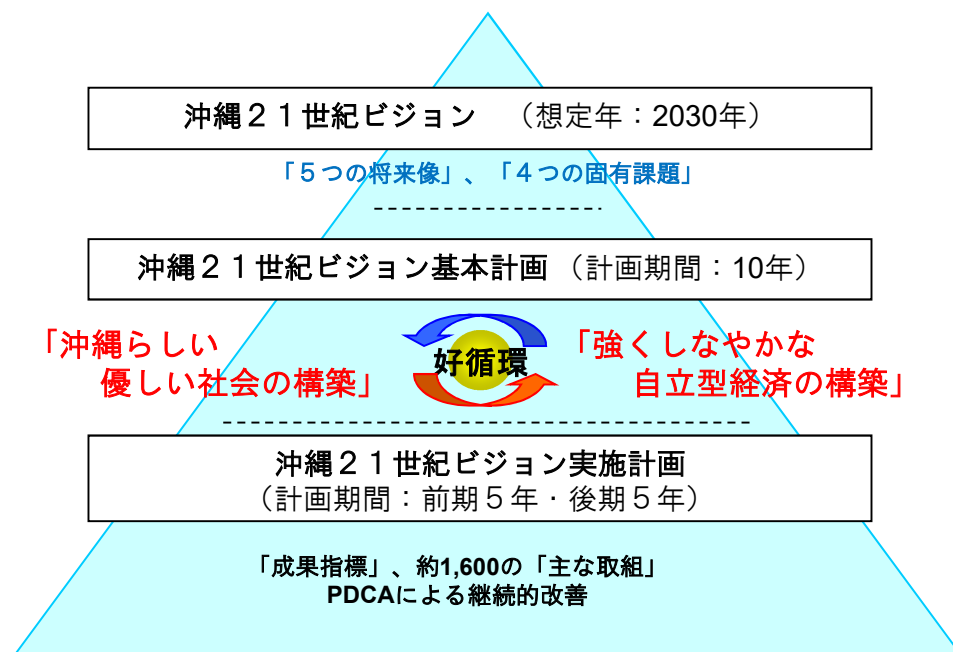 沖縄２１世紀ビジョン　（想定年：2030年）
「５つの将来像」、「４つの固有課題」
沖縄２１世紀ビジョン基本計画（計画期間：10年）
「沖縄らしい
優しい社会の構築」
好循環
「強くしなやかな
自立型経済の構築」
沖縄２１世紀ビジョン実施計画
（計画期間：前期５年・後期５年）
「成果指標」、約1,600の「主な取組」
PDCAによる継続的改善